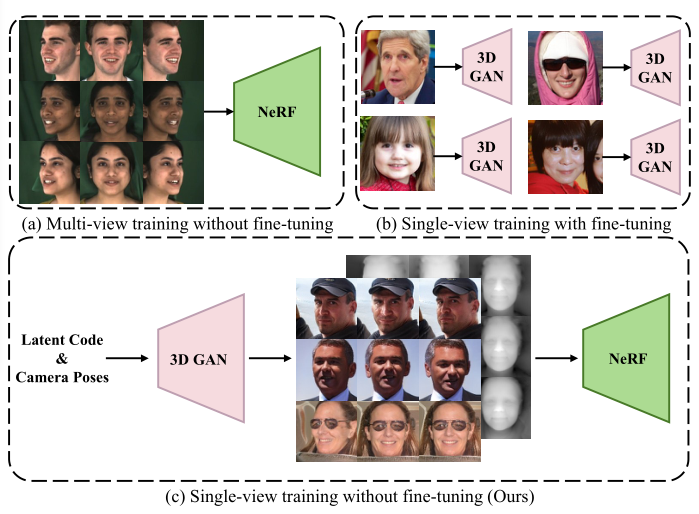 NeRF
3D
GAN
3D
GAN
3D
GAN
3D
GAN
(a) Multi-view training without fine-tuning
(b) Single-view training with fine-tuning
Latent Code
&
Camera Poses
3D GAN
NeRF
(c) Single-view training without fine-tuning (Ours)